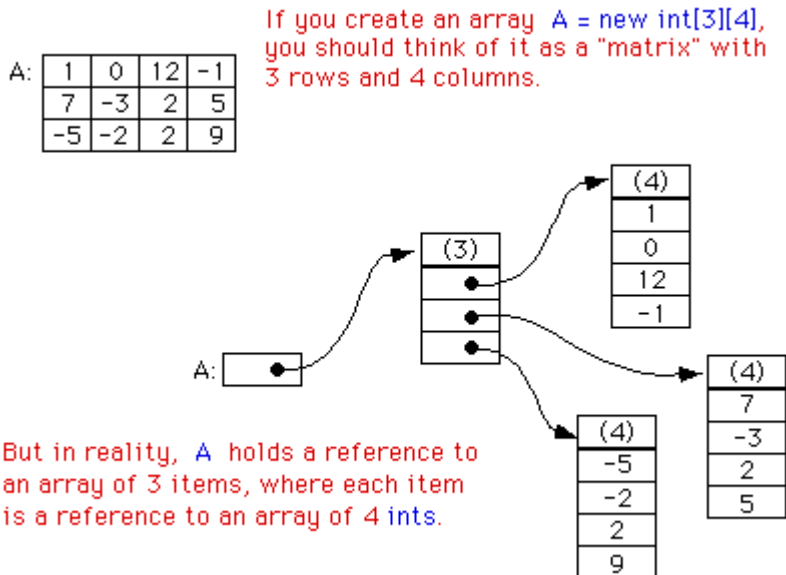 If you create an array A = new int[3][4],
you should think of it as a "matrix" with
3 rows and 4 columns.
A: 1 0 12 -1
7 -3 2 5
-5 -2 2 9
(4)
1
0
12
-1
(3)
A:
(4)
7
-3
2
5
(4)
-5
-2
2
9
But in reality, A holds a reference to
an array of 3 items, where each item
is a reference to an array of 4 ints.